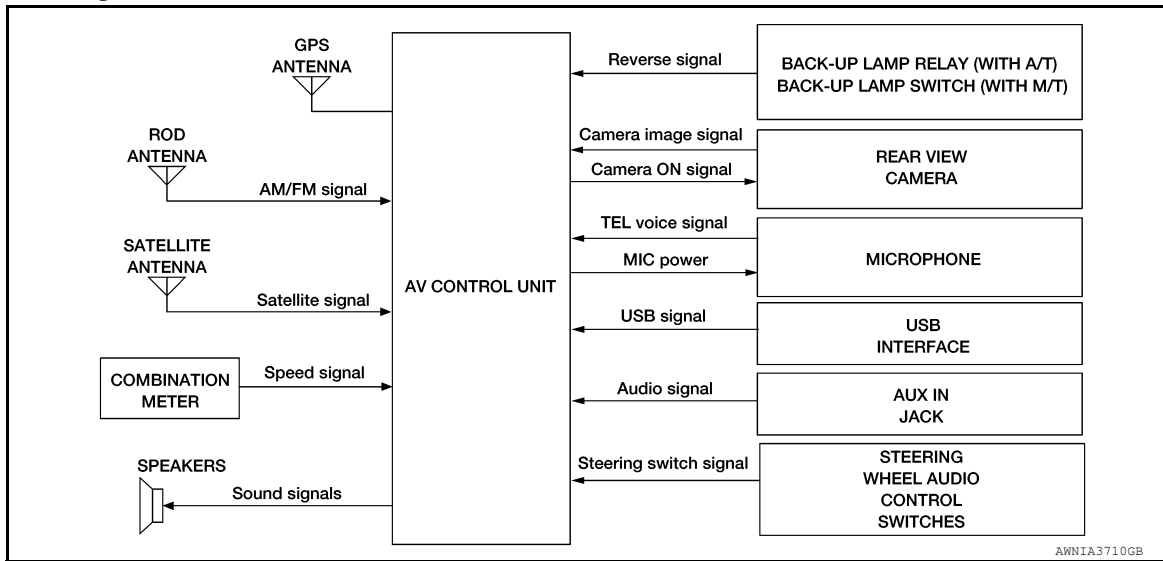 GPS
ANTENNA
ROD
ANTENNA
AM/FM signal
SATELLITE
ANTENNA
Satellite signal
COMBINATION
METER
Speed signal
SPEAKERS
Sound signals
AV CONTROL UNIT
Reverse signal
BACK-UP LAMP RELAY (WITH A/T)
BACK-UP LAMP SWITCH (WITH M/T)
Camera image signal
Camera ON signal
REAR VIEW
CAMERA
TEL voice signal
MIC power
MICROPHONE
USB signal
USB
INTERFACE
Audio signal
AUX IN
JACK
Steering switch signal
STEERING
WHEEL AUDIO
CONTROL
SWITCHES
AWNIA3710GB